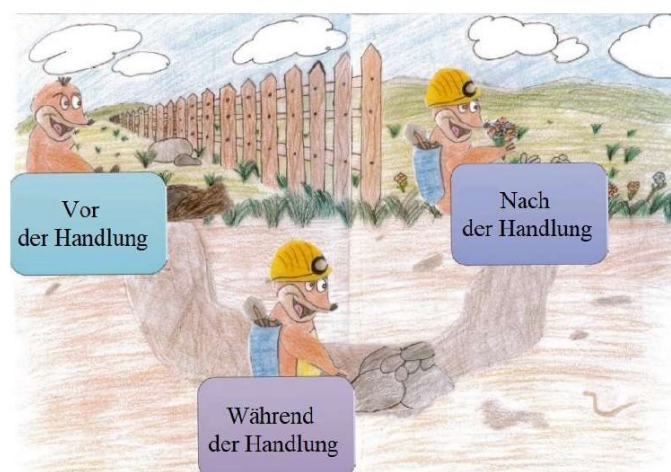 Vor
der Handlung
Nach
der Handlung
Während
der Handlung